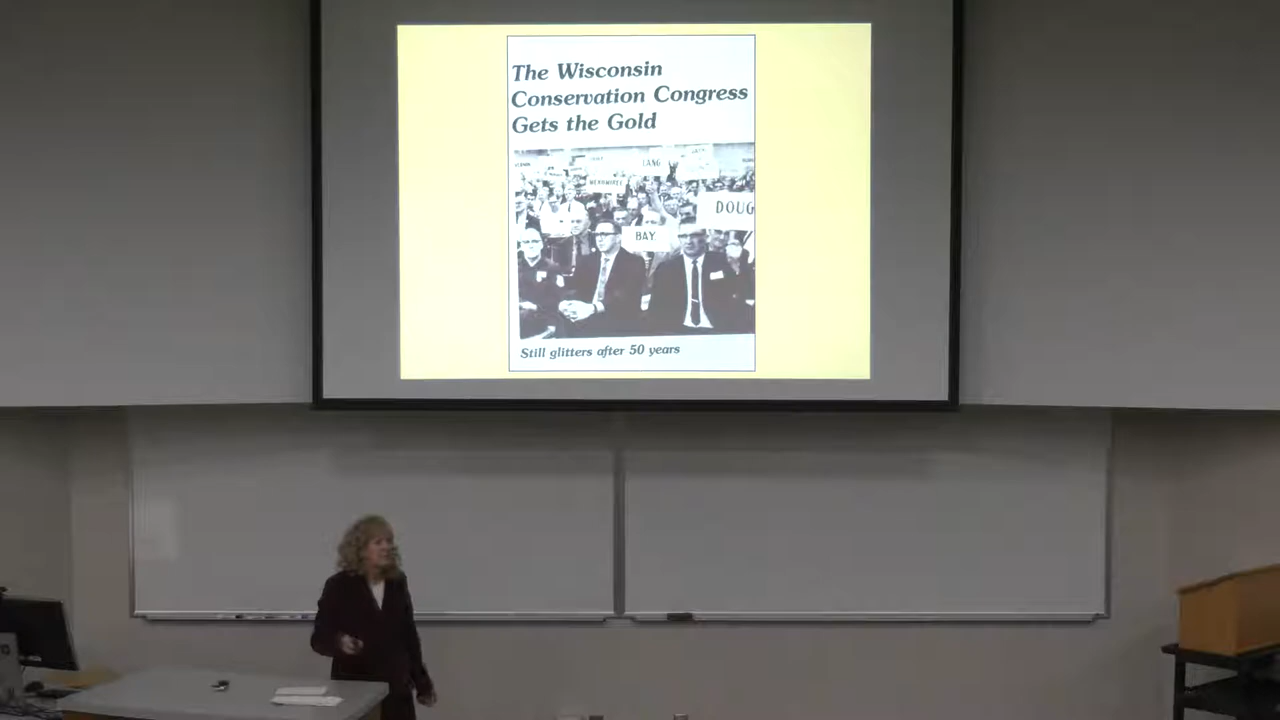 The Wisconsin
Conservation Congress
Gets the Gold
LANG
BAY
DOUG
Still glitters after 50 years